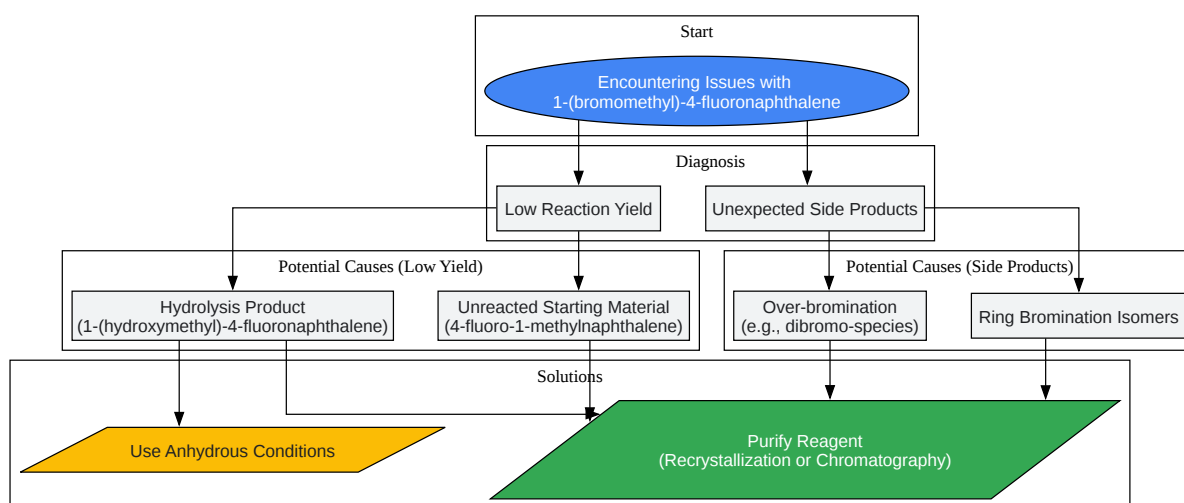 Start
Encountering Issues with
1-(bromomethyl)-4-fluoronaphthalene
Diagnosis
Low Reaction Yield
Unexpected Side Products
Potential Causes (Low Yield)
Potential Causes (Side Products)
Hydrolysis Product
(1-(hydroxymethyl)-4-fluoronaphthalene)
Unreacted Starting Material
(4-fluoro-1-methylnaphthalene)
Over-bromination
(e.g., dibromo-species)
Ring Bromination Isomers
Solutions
Use Anhydrous Conditions
Purify Reagent
(Recrystallization or Chromatography)